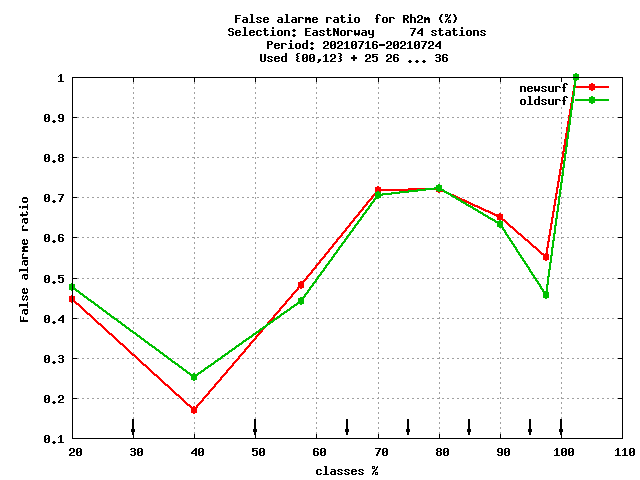 False alarme ratio for Rh2m (%)
Selection: EastNorway 74 stations
Period: 20210716-20210724
Used {00,12} + 25 26 ... 36
newsurf
oldsurf
1
0.9
0.8
0.7
0.6
0.5
0.4
0.3
0.2
0.1
False alarme ratio
20 30 40 50 60 70 80 90 100 110
classes %